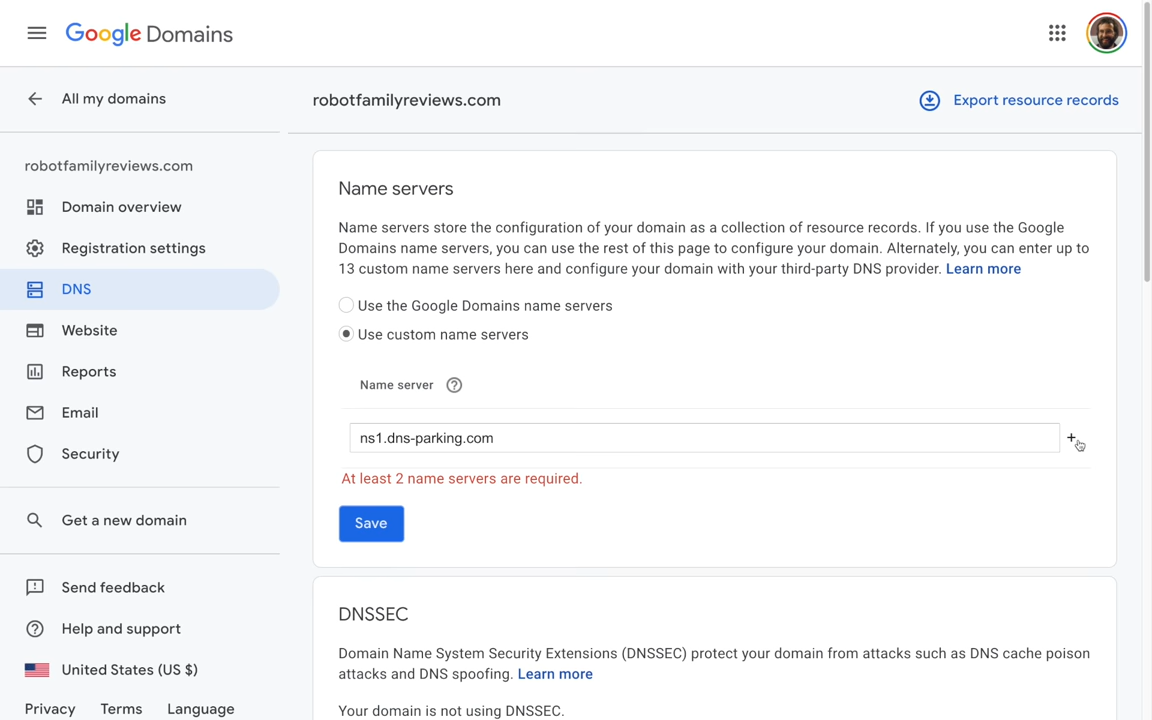 Google Domains
All my domains
robotfamilyreviews.com
Export resource records
robotfamilyreviews.com
Domain overview
Registration settings
DNS
Website
Reports
Email
Security
Get a new domain
Send feedback
Help and support
United States (US $)
Privacy Terms Language
Name servers
Name servers store the configuration of your domain as a collection of resource records. If you use the Google
Domains name servers, you can use the rest of this page to configure your domain. Alternately, you can enter up to
13 custom name servers here and configure your domain with your third-party DNS provider. Learn more
Use the Google Domains name servers
Use custom name servers
Name server ?
ns1.dns-parking.com +
At least 2 name servers are required.
Save
DNSSEC
Domain Name System Security Extensions (DNSSEC) protect your domain from attacks such as DNS cache poison
attacks and DNS spoofing. Learn more
Your domain is not using DNSSEC.